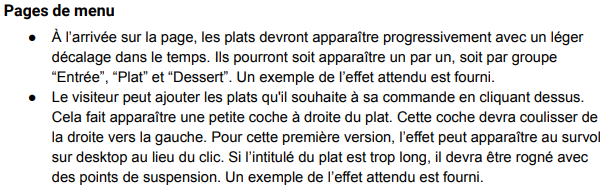 Pages de menu
● À l'arrivée sur la page, les plats devront apparaître progressivement avec un léger
décalage dans le temps. Ils pourront soit apparaître un par un, soit par groupe
“Entrée”, “Plat” et “Dessert”. Un exemple de l'effet attendu est fourni.
● Le visiteur peut ajouter les plats qu'il souhaite à sa commande en cliquant dessus.
Cela fait apparaître une petite coche à droite du plat. Cette coche devra coulisser de
la droite vers la gauche. Pour cette première version, l'effet peut apparaître au survol
sur desktop au lieu du clic. Si l'intitulé du plat est trop long, il devra être rogné avec
des points de suspension. Un exemple de l'effet attendu est fourni.